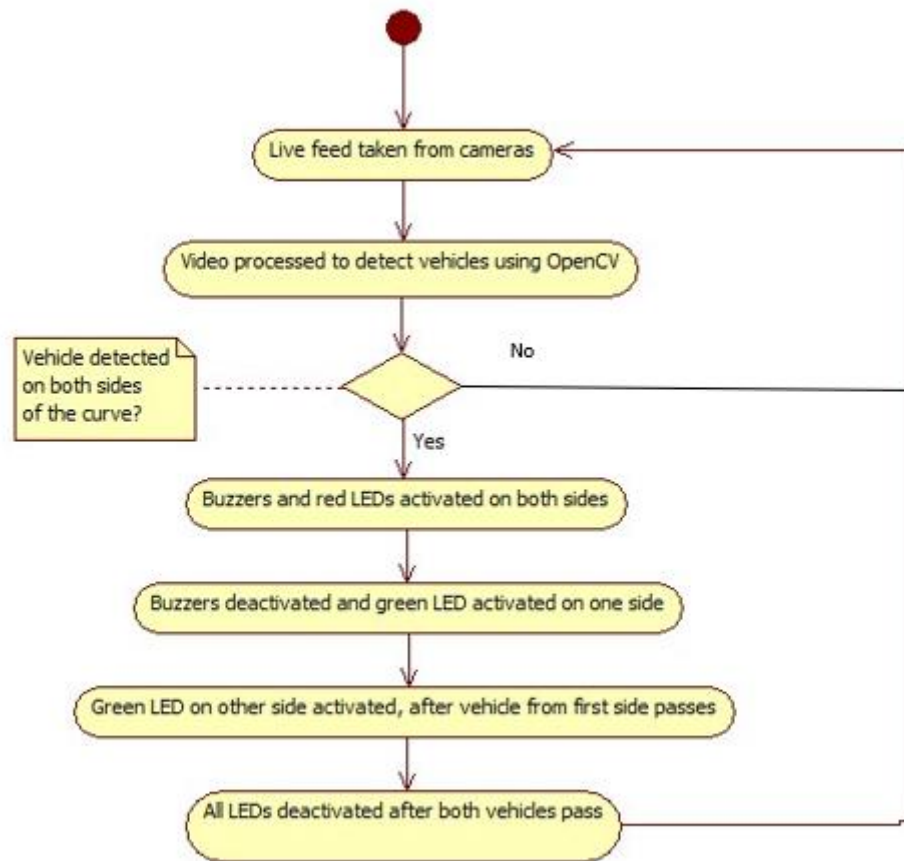 Live feed taken from cameras
Video processed to detect vehicles using OpenCV
Vehicle detected
on both sides
of the curve?
No
Yes
Buzzers and red LEDs activated on both sides
Buzzers deactivated and green LED activated on one side
Green LED on other side activated, after vehicle from first side passes
All LEDs deactivated after both vehicles pass